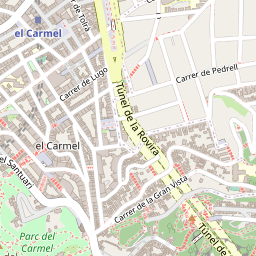 de Tolrà
el Carmel
Carrer de Lugo
Carrer de Pedrell
Túnel de la Rovira
el Carmel
el Santuari
Carrer de la Gran Vista
Parc del
Carmel
Túnel de